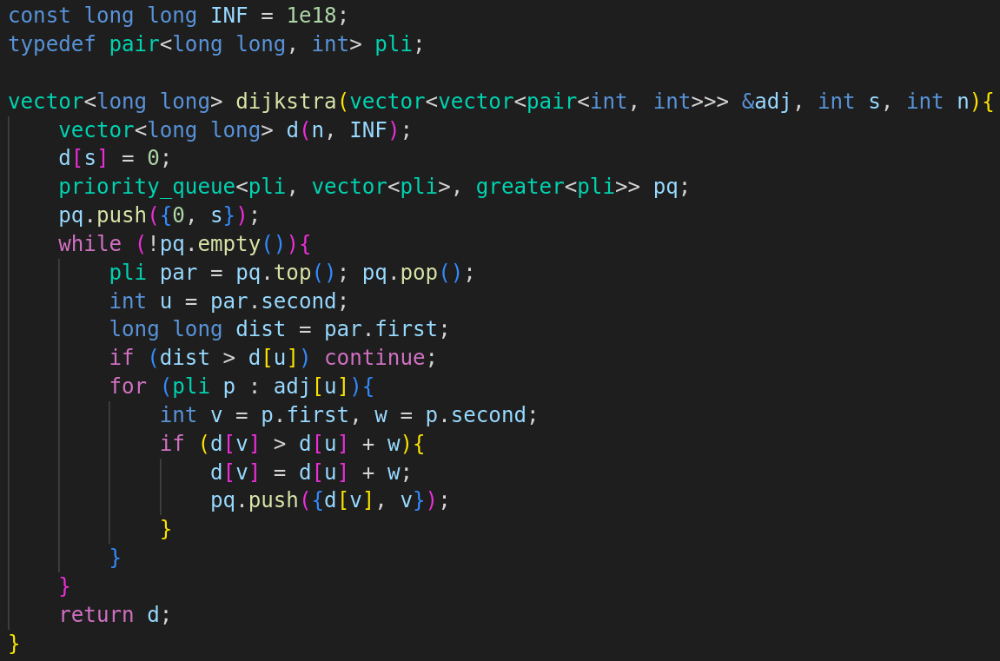 const long long INF = 1e18;
typedef pair<long long, int> pli;

vector<long long> dijkstra(vector<vector<pair<int, int>>> &adj, int s, int n){
    vector<long long> d(n, INF);
    d[s] = 0;
    priority_queue<pli, vector<pli>, greater<pli>> pq;
    pq.push({0, s});
    while (!pq.empty()){
        pli par = pq.top(); pq.pop();
        int u = par.second;
        long long dist = par.first;
        if (dist > d[u]) continue;
        for (pli p : adj[u]){
            int v = p.first, w = p.second;
            if (d[v] > d[u] + w){
                d[v] = d[u] + w;
                pq.push({d[v], v});
            }
        }
    }
    return d;
}